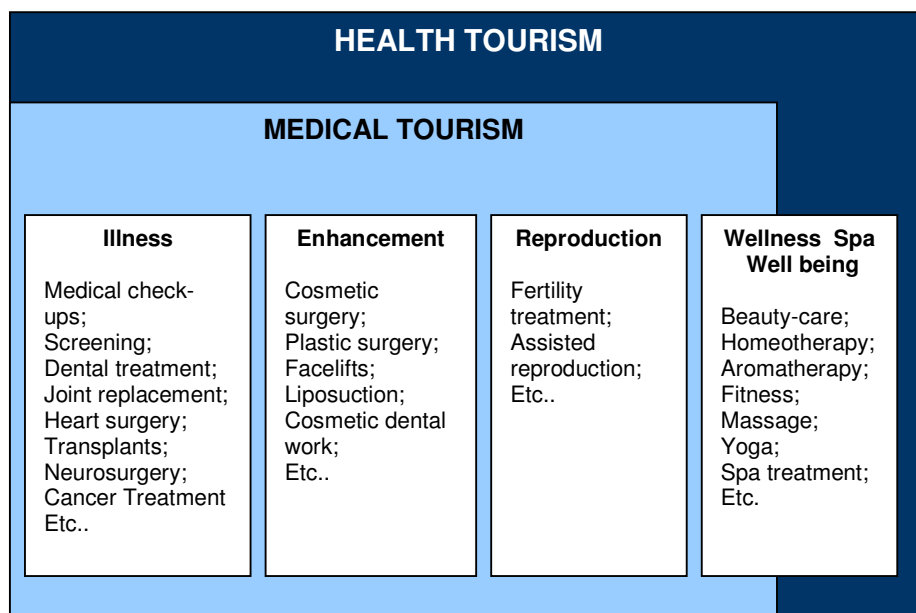 HEALTH TOURISM
MEDICAL TOURISM
Illness
Medical check-
ups;
Screening;
Dental treatment;
Joint replacement;
Heart surgery;
Transplants;
Neurosurgery;
Cancer Treatment
Etc..
Enhancement
Cosmetic
surgery;
Plastic surgery;
Facelifts;
Liposuction;
Cosmetic dental
work;
Etc..
Reproduction
Fertility
treatment;
Assisted
reproduction;
Etc..
Wellness Spa
Well being
Beauty-care;
Homeotherapy;
Aromatherapy;
Fitness;
Massage;
Yoga;
Spa treatment;
Etc.